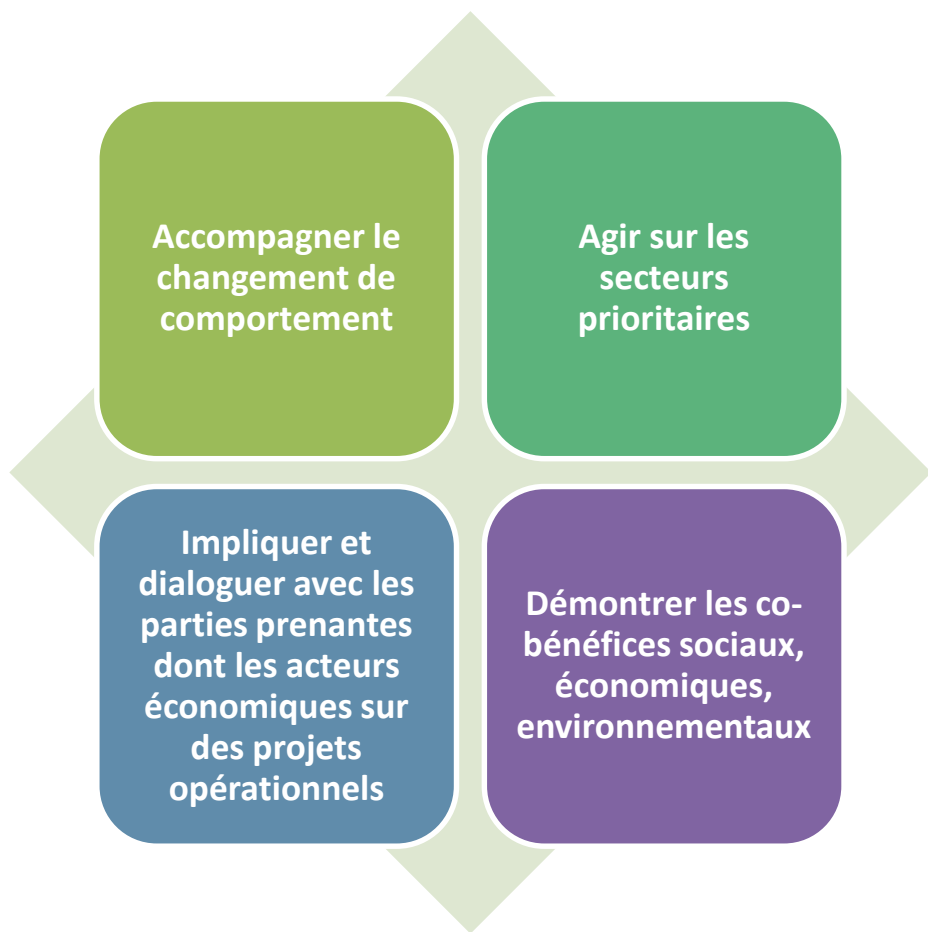 Accompagner le
changement de
comportement
Agir sur les
secteurs
prioritaires
Impliquer et
dialoguer avec les
parties prenantes
dont les acteurs
économiques sur
des projets
opérationnels
Démontrer les co-
bénéfices sociaux,
économiques,
environnementaux